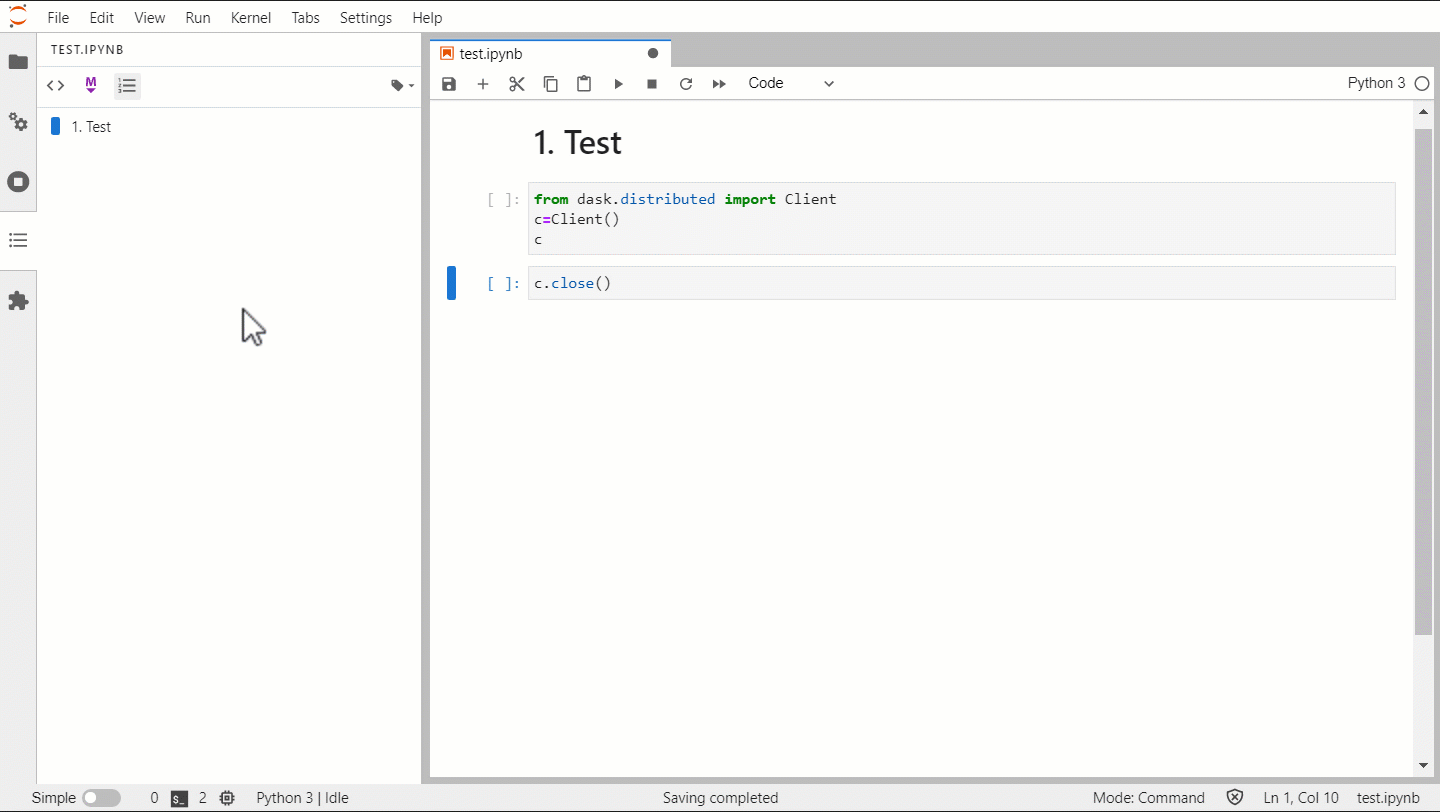 File Edit View Run Kernel Tabs Settings Help
TEST.IPYNB
M
1. Test
test.ipynb
Code
Python 3
1. Test
[ ]: from dask.distributed import Client
c=Client()
c
[ ]: c.close()
Simple 0 $_ 2 Python 3 | Idle Saving completed Mode: Command Ln 1, Col 10 test.ipynb